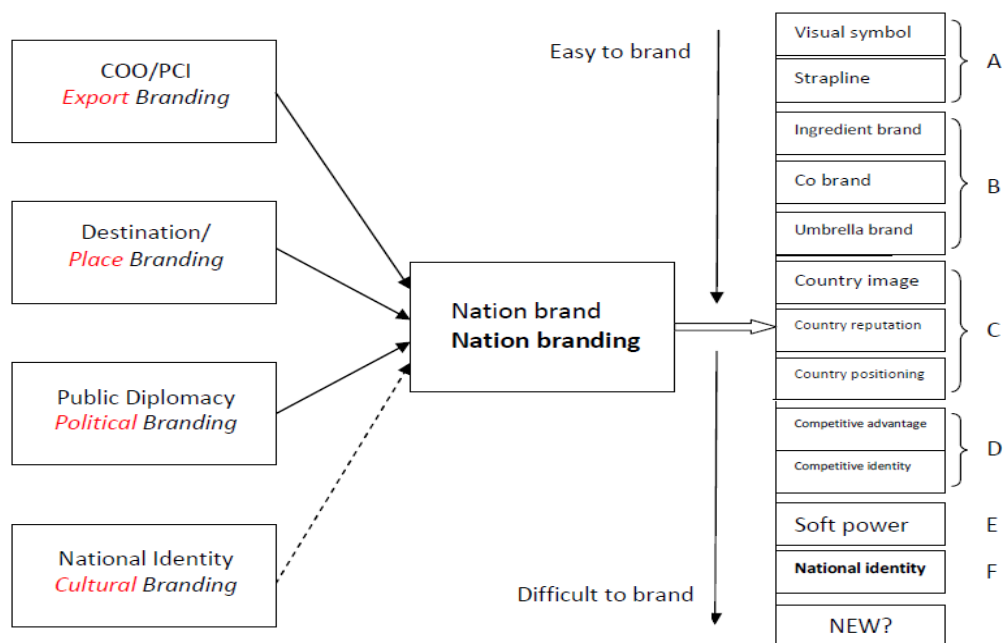 COO/PCI
Export Branding
Destination/
Place Branding
Public Diplomacy
Political Branding
National Identity
Cultural Branding
Nation brand
Nation branding
Easy to brand
Difficult to brand
Visual symbol
Strapline
A
Ingredient brand
Co brand
Umbrella brand
B
Country image
Country reputation
Country positioning
C
Competitive advantage
Competitive identity
D
Soft power
E
National identity
F
NEW?